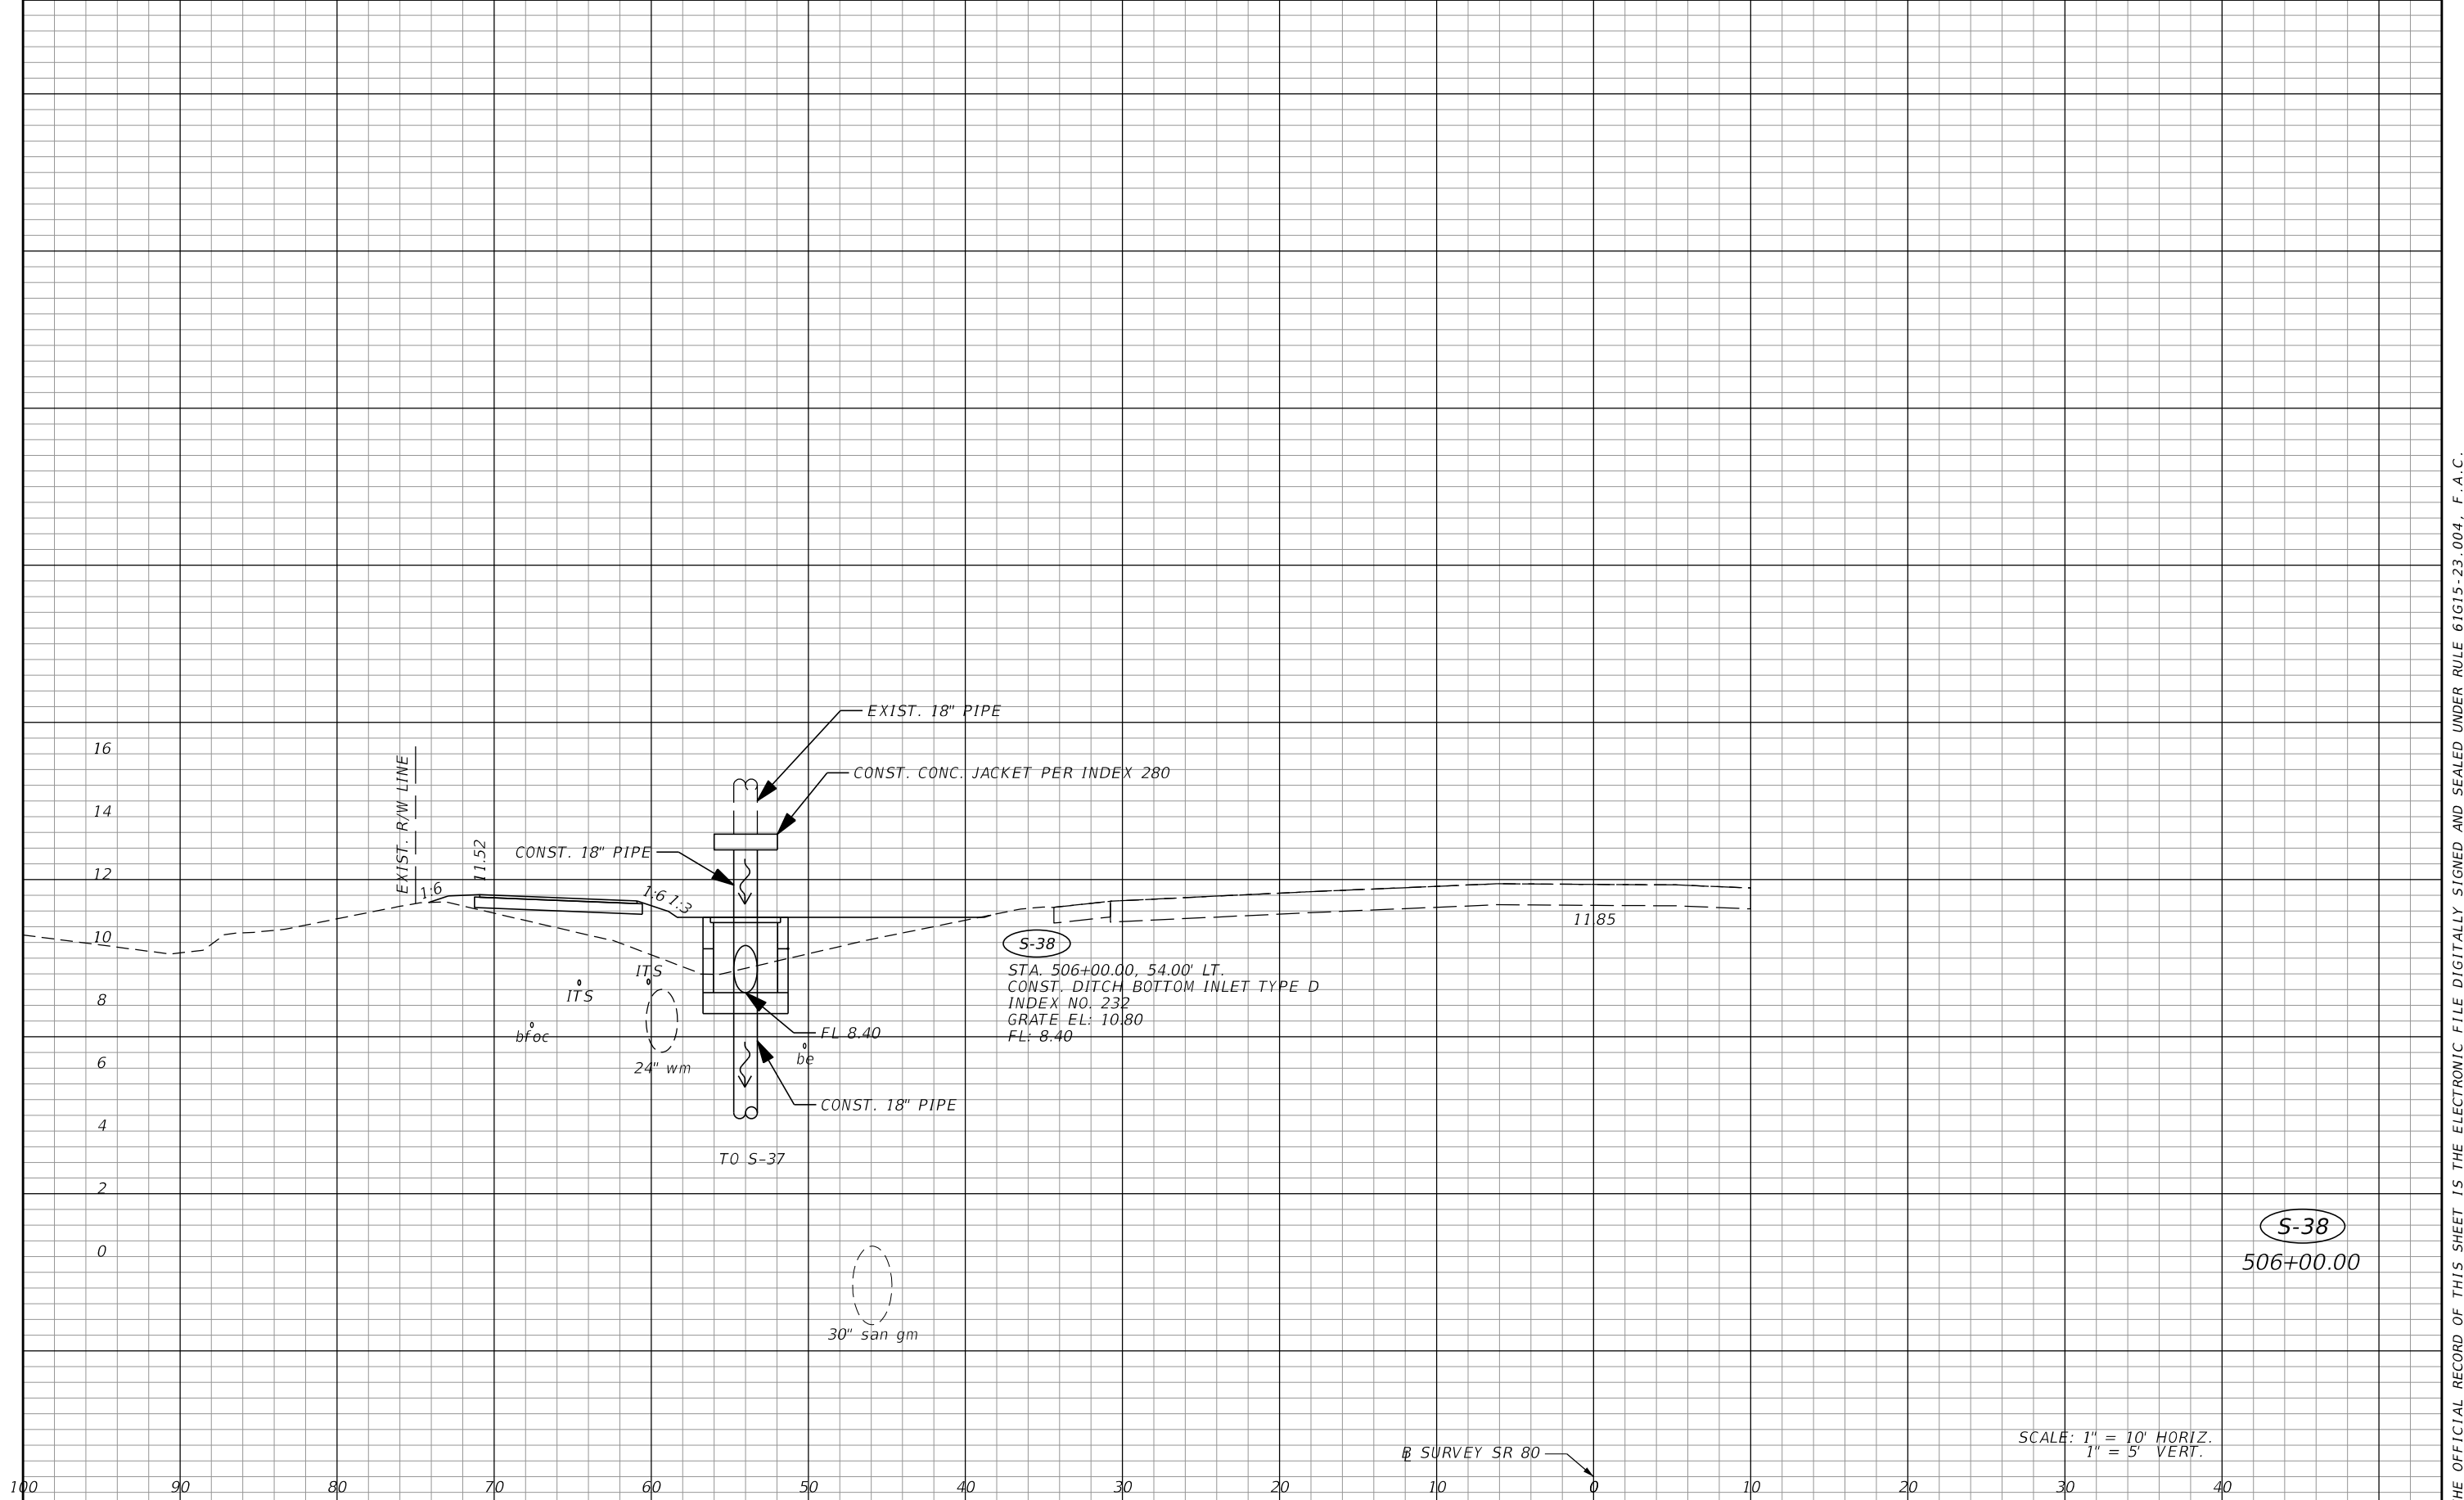 EXIST. 18" PIPE
16
EXIST. R/W LINE
CONST. CONC. JACKET PER INDEX 280
14
11.52
CONST. 18" PIPE
12
1:6
1:6
1:3
10
11.85
S-38
STA. 506+00.00, 54.00' LT.
CONST. DITCH BOTTOM INLET TYPE D
INDEX NO. 232
GRATE EL: 10.80
FL: 8.40
ITS
ITS
8
bfoc
FL 8.40
be
6
24" wm
CONST. 18" PIPE
4
TO S-37
2
0
S-38
506+00.00
30" san gm
SCALE: 1" = 10' HORIZ.
1" = 5' VERT.
B SURVEY SR 80
100 90 80 70 60 50 40 30 20 10 0 10 20 30 40
HE OFFICIAL RECORD OF THIS SHEET IS THE ELECTRONIC FILE DIGITALLY SIGNED AND SEALED UNDER RULE 61G15-23.004, F.A.C.